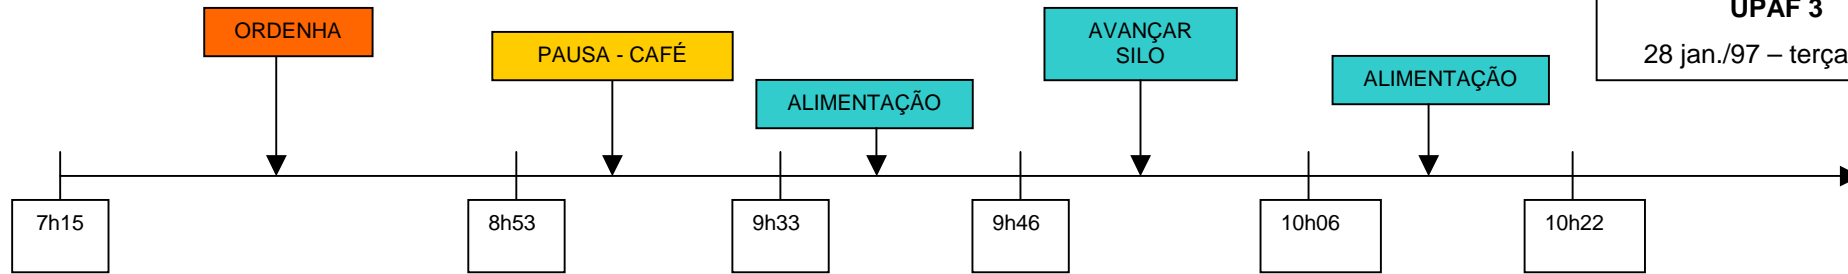 UPAF 3
28 jan./97 – terça
ORDENHA
PAUSA - CAFÉ
ALIMENTAÇÃO
AVANÇAR
SILO
ALIMENTAÇÃO
7h15
8h53
9h33
9h46
10h06
10h22